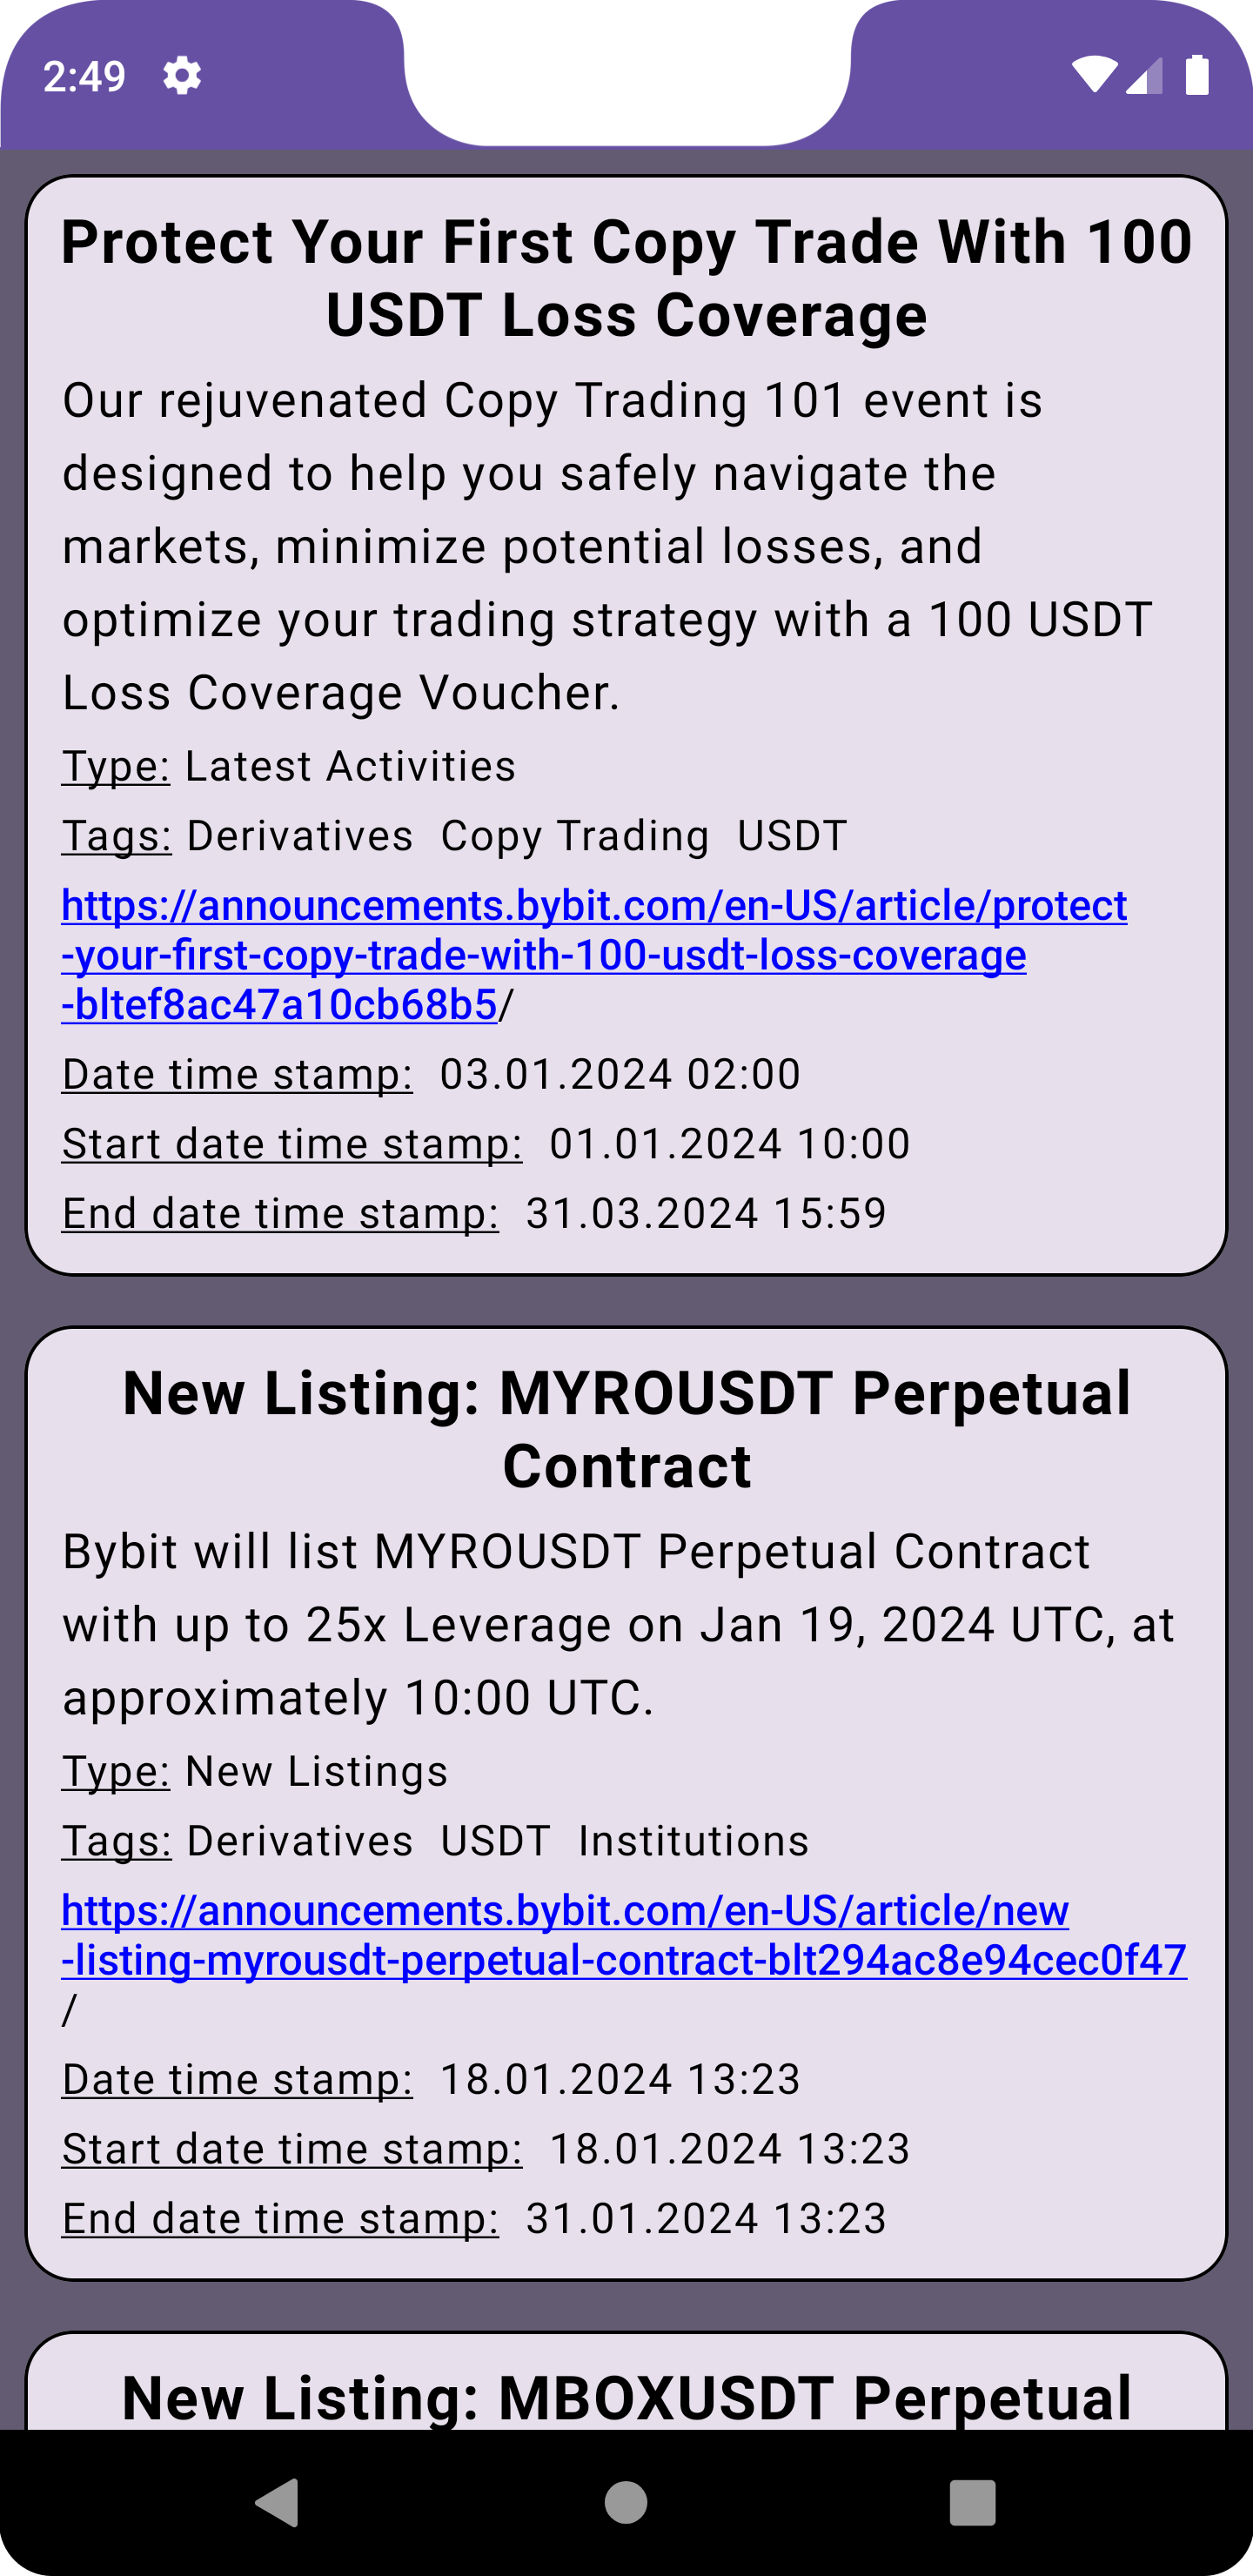 2:49
Protect Your First Copy Trade With 100
USDT Loss Coverage
Our rejuvenated Copy Trading 101 event is
designed to help you safely navigate the
markets, minimize potential losses, and
optimize your trading strategy with a 100 USDT
Loss Coverage Voucher.
Type: Latest Activities
Tags: Derivatives  Copy Trading  USDT
https://announcements.bybit.com/en-US/article/protect
-your-first-copy-trade-with-100-usdt-loss-coverage
-bltef8ac47a10cb68b5/
Date time stamp:  03.01.2024 02:00
Start date time stamp:  01.01.2024 10:00
End date time stamp:  31.03.2024 15:59
New Listing: MYROUSDT Perpetual
Contract
Bybit will list MYROUSDT Perpetual Contract
with up to 25x Leverage on Jan 19, 2024 UTC, at
approximately 10:00 UTC.
Type: New Listings
Tags: Derivatives  USDT  Institutions
https://announcements.bybit.com/en-US/article/new
-listing-myrousdt-perpetual-contract-blt294ac8e94cec0f47
/
Date time stamp:  18.01.2024 13:23
Start date time stamp:  18.01.2024 13:23
End date time stamp:  31.01.2024 13:23
New Listing: MBOXUSDT Perpetual